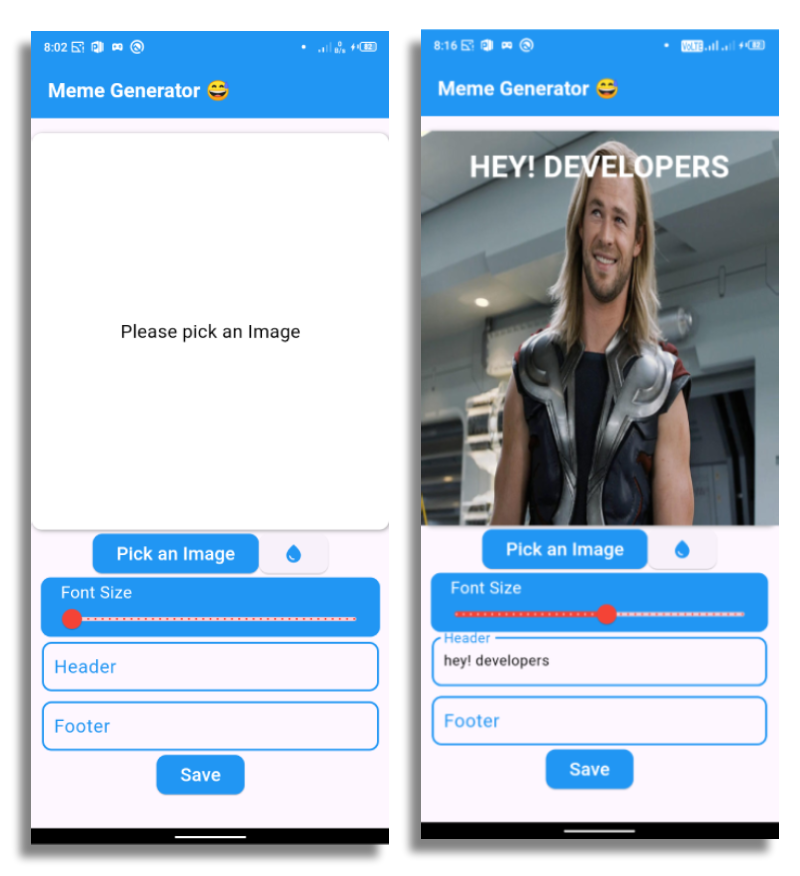 8:02
Meme Generator 😅
Please pick an Image
Pick an Image
Font Size
Header
Footer
Save
8:16
Meme Generator 😅
HEY! DEVELOPERS
Pick an Image
Font Size
Header
hey! developers
Footer
Save